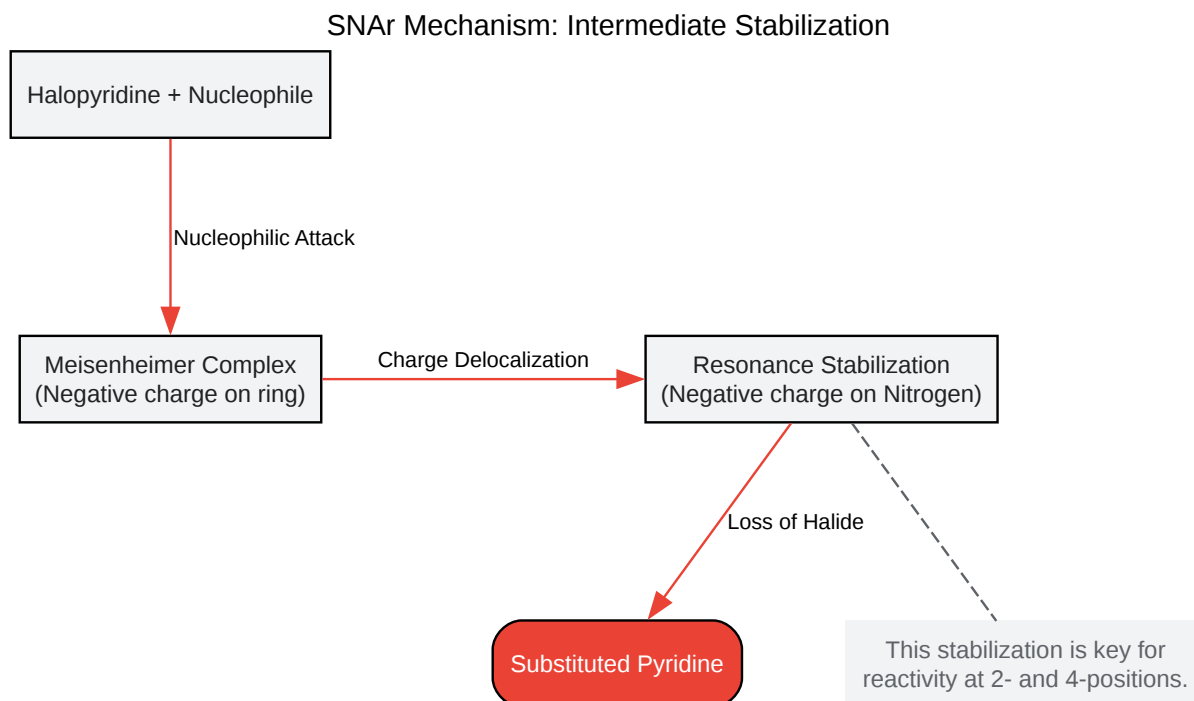 SNAr Mechanism: Intermediate Stabilization
Halopyridine + Nucleophile
Nucleophilic Attack
Meisenheimer Complex
(Negative charge on ring)
Charge Delocalization
Resonance Stabilization
(Negative charge on Nitrogen)
Loss of Halide
Substituted Pyridine
This stabilization is key for
reactivity at 2- and 4-positions.